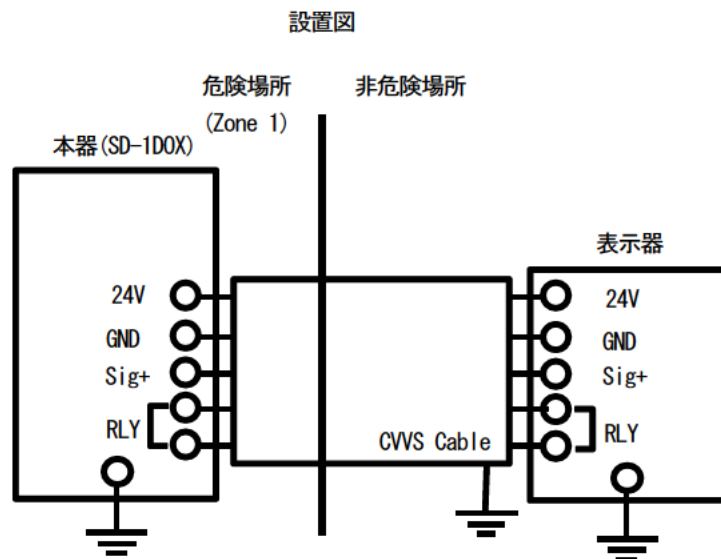 設置図
危険場所
(Zone 1)
非危険場所
本器(SD-1DOX)
24V
GND
Sig+
RLY
CVVS Cable
表示器
24V
GND
Sig+
RLY